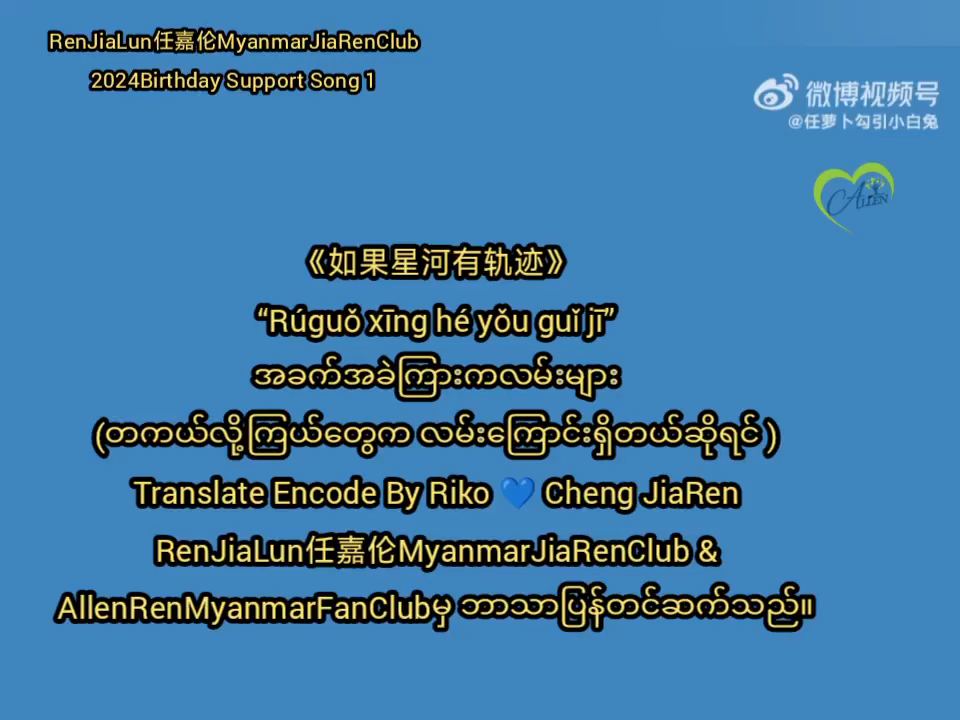 RenJiaLun任嘉伦MyanmarJiaRenClub
2024Birthday Support Song 1
微博视频号
@任萝卜勾引小白兔
ALLEN
《如果星河有轨迹》
“Rúguǒ xīng hé yǒu guǐ jī”
အခက်အခဲကြားကလမ်းများ
(တကယ်လို့ကြယ်တွေက လမ်းကြောင်းရှိတယ်ဆိုရင် )
Translate Encode By Riko 💙 Cheng JiaRen
RenJiaLun任嘉伦MyanmarJiaRenClub &
AllenRenMyanmarFanClubမှ ဘာသာပြန်တင်ဆက်သည်။